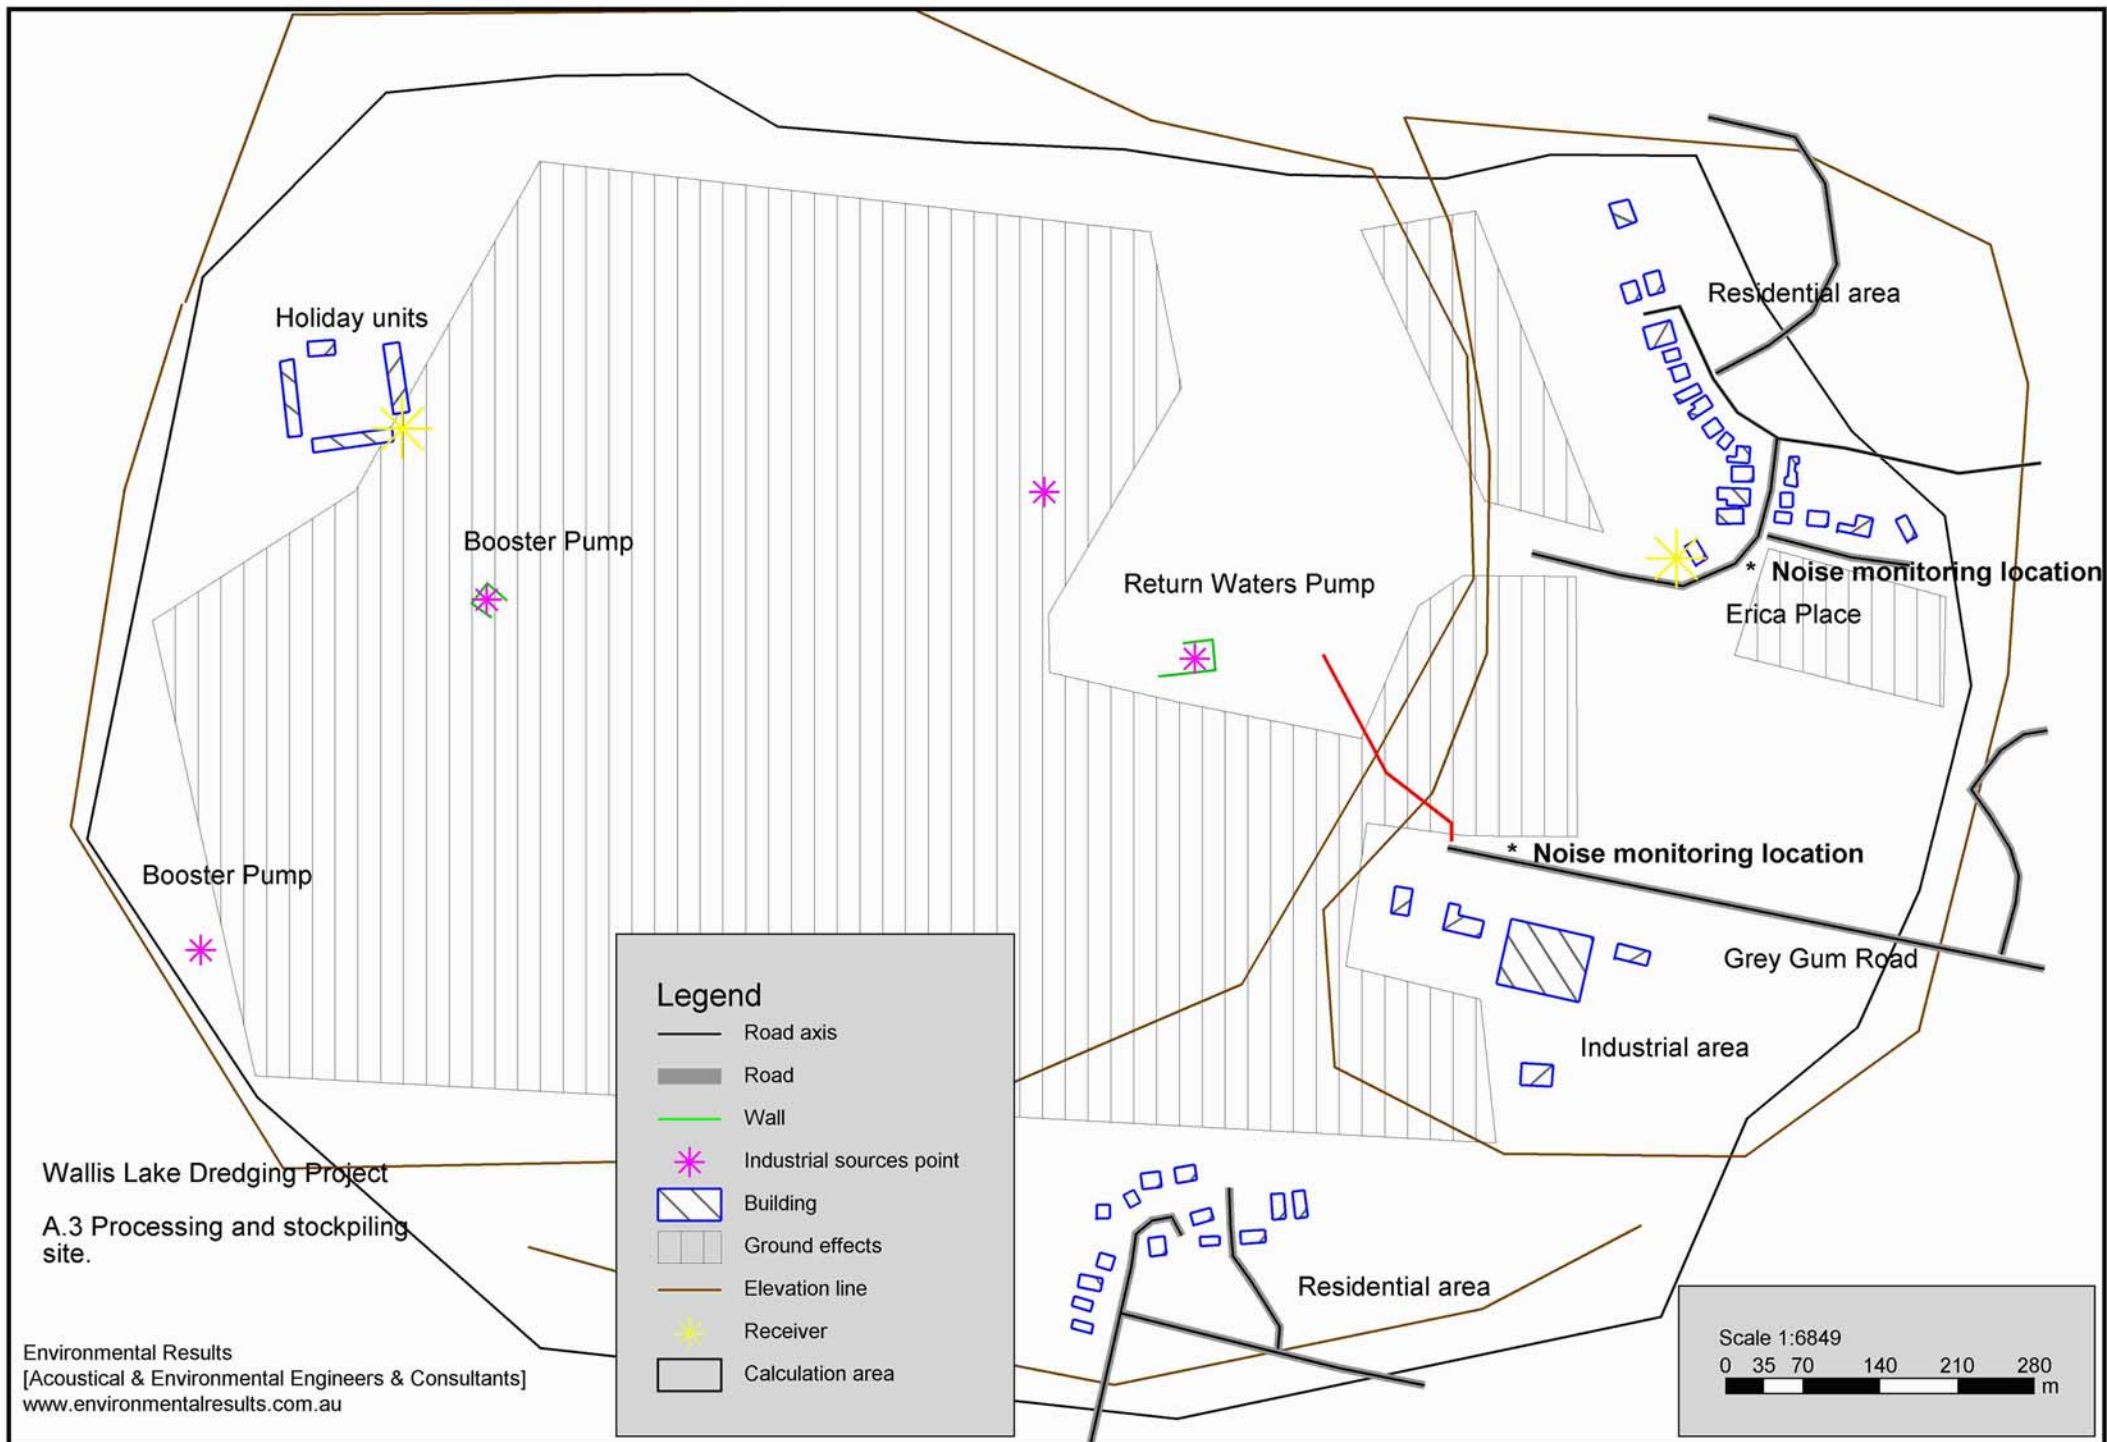 Residential area
Holiday units
Booster Pump
Return Waters Pump
* Noise monitoring location
Erica Place
* Noise monitoring location
Booster Pump
Grey Gum Road
Industrial area
Legend
Road axis
Road
Wall
Industrial sources point
Building
Ground effects
Elevation line
Receiver
Calculation area
Wallis Lake Dredging Project
A.3 Processing and stockpiling
site.
Residential area
Environmental Results
[Acoustical & Environmental Engineers & Consultants]
www.environmentalresults.com.au
Scale 1:6849
0 35 70 140 210 280
m